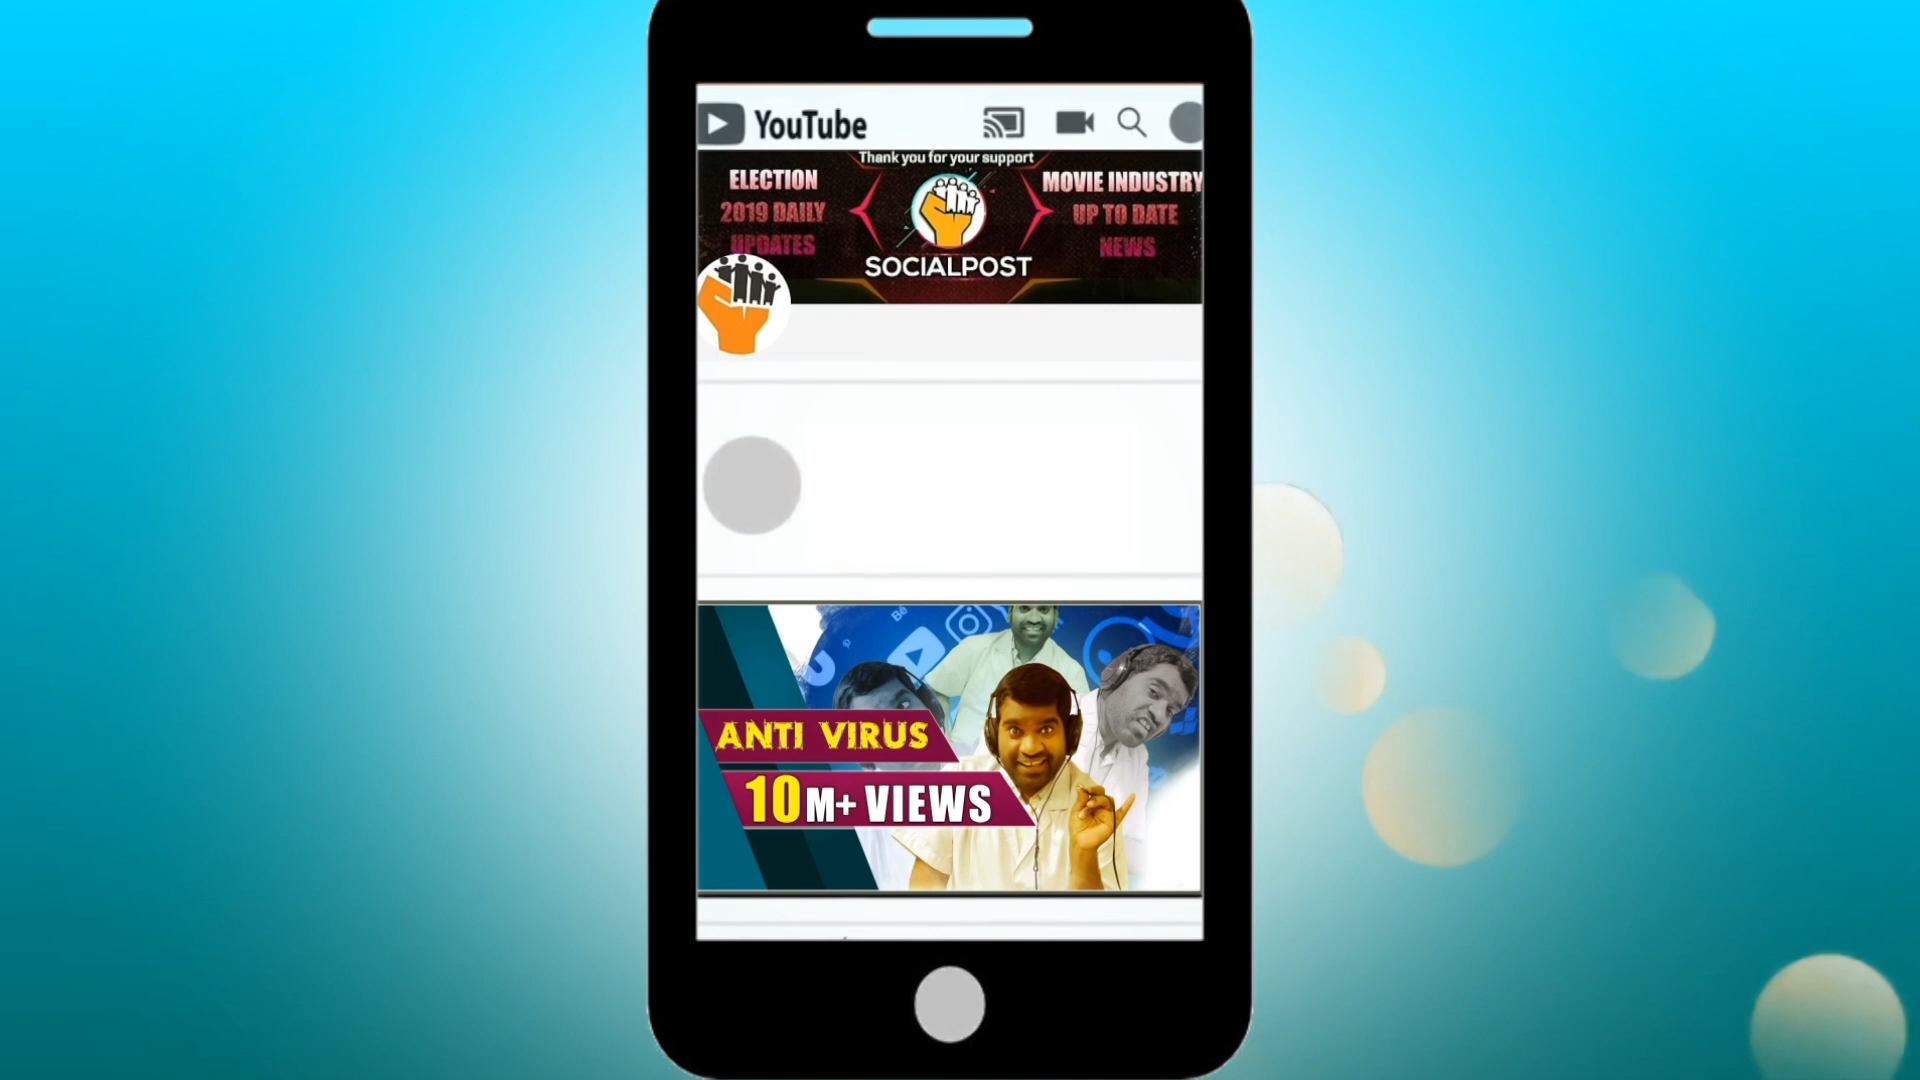 YouTube
Thank you for your support
ELECTION
2019 DAILY
UPDATES
MOVIE INDUSTRY
UP TO DATE
NEWS
SOCIALPOST
Bē
ANTI VIRUS
10M+ VIEWS